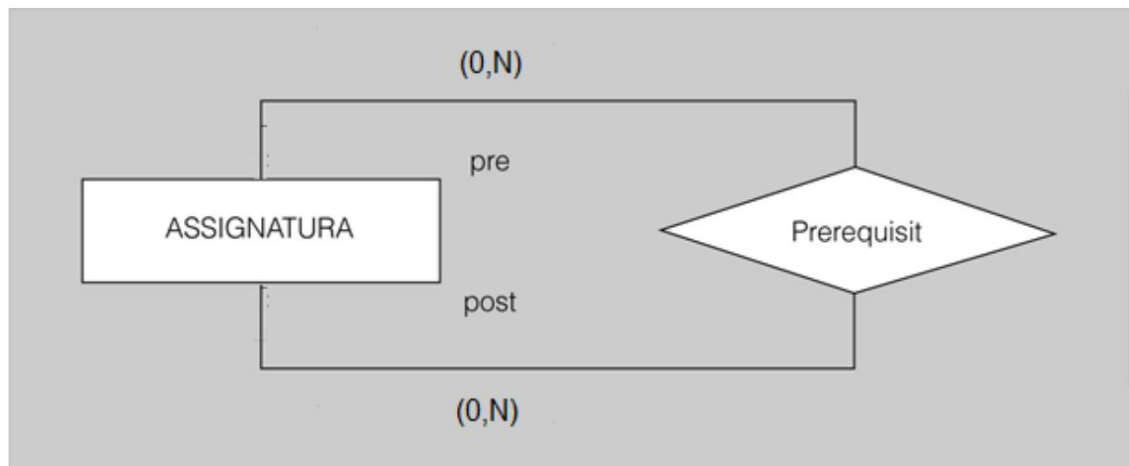 (0,N)
pre
ASSIGNATURA
Prerequisit
post
(0,N)